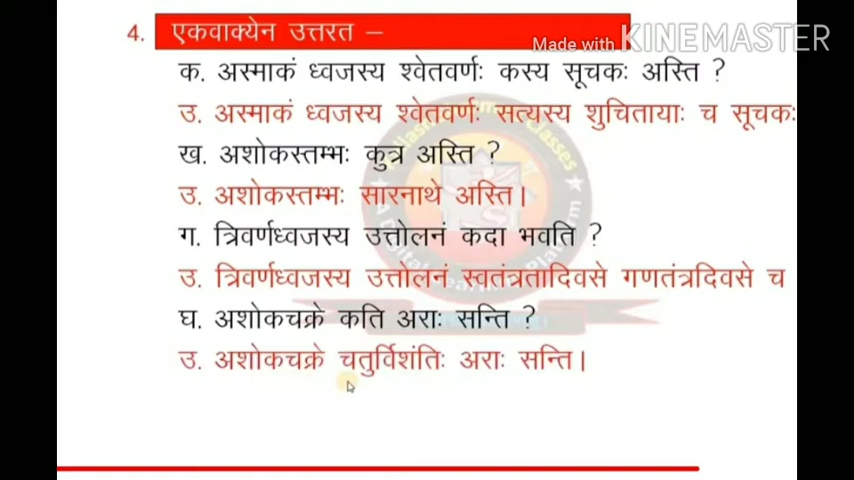 4. एकवाक्येन उत्तरत –
Made with KINEMASTER
क. अस्माकं ध्वजस्य श्वेतवर्णः कस्य सूचकः अस्ति ?
उ. अस्माकं ध्वजस्य श्वेतवर्णः सत्यस्य शुचितायाः च सूचकः
ख. अशोकस्तम्भः कुत्र अस्ति ?
उ. अशोकस्तम्भः सारनाथे अस्ति।
ग. त्रिवर्णध्वजस्य उत्तोलनं कदा भवति ?
उ. त्रिवर्णध्वजस्य उत्तोलनं स्वतंत्रतादिवसे गणतंत्रदिवसे च
घ. अशोकचक्रे कति अराः सन्ति ?
उ. अशोकचक्रे चतुर्विशंतिः अराः सन्ति।